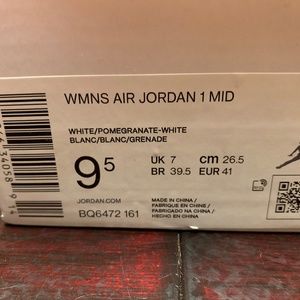 WMNS AIR JORDAN 1 MID
WHITE/POMEGRANATE-WHITE
BLANC/BLANC/GRENADE
9.5
UK 7 cm 26.5
BR 39.5 EUR 41
JORDAN.COM
BQ6472 161
MADE IN CHINA/
FABRIQUÉ EN CHINE/
FABRICADO NA CHINA/
HECHO EN CHINA